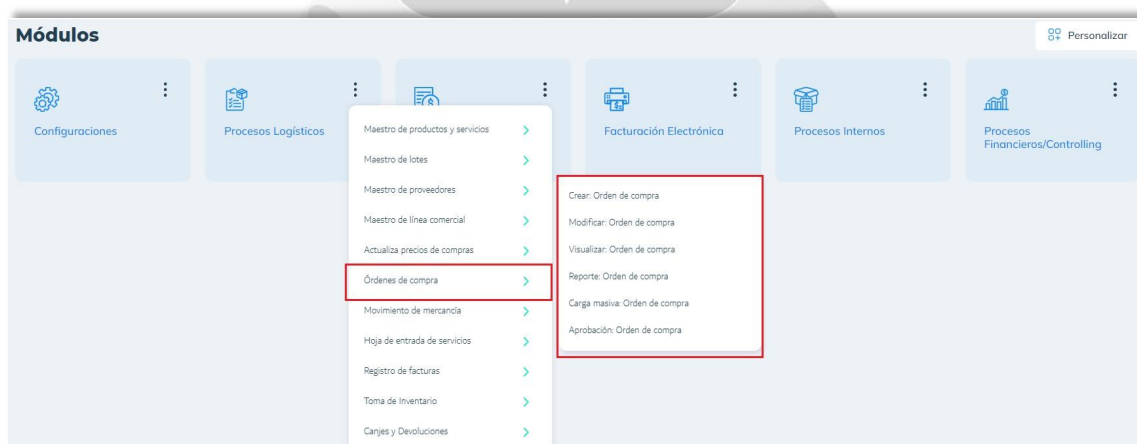 Módulos
Personalizar
Configuraciones
Procesos Logísticos
Facturación Electrónica
Procesos Internos
Procesos
Financieros/Controlling
Maestro de productos y servicios
Maestro de lotes
Maestro de proveedores
Maestro de línea comercial
Actualiza precios de compras
Órdenes de compra
Movimiento de mercancía
Hoja de entrada de servicios
Registro de facturas
Toma de Inventario
Canjes y Devoluciones
Crear: Orden de compra
Modificar: Orden de compra
Visualizar: Orden de compra
Reporte: Orden de compra
Carga masiva: Orden de compra
Aprobación: Orden de compra